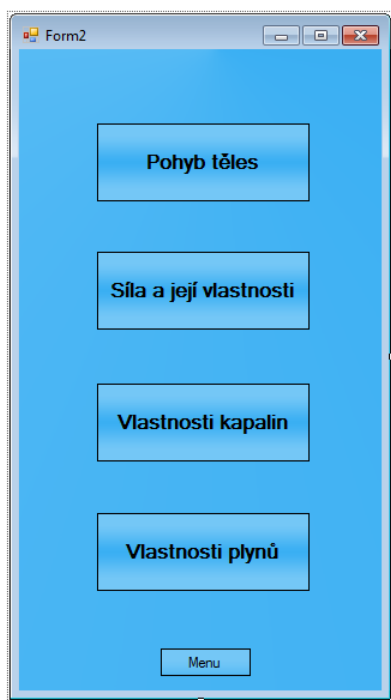 Form2
Pohyb těles
Síla a její vlastnosti
Vlastnosti kapalin
Vlastnosti plynů
Menu